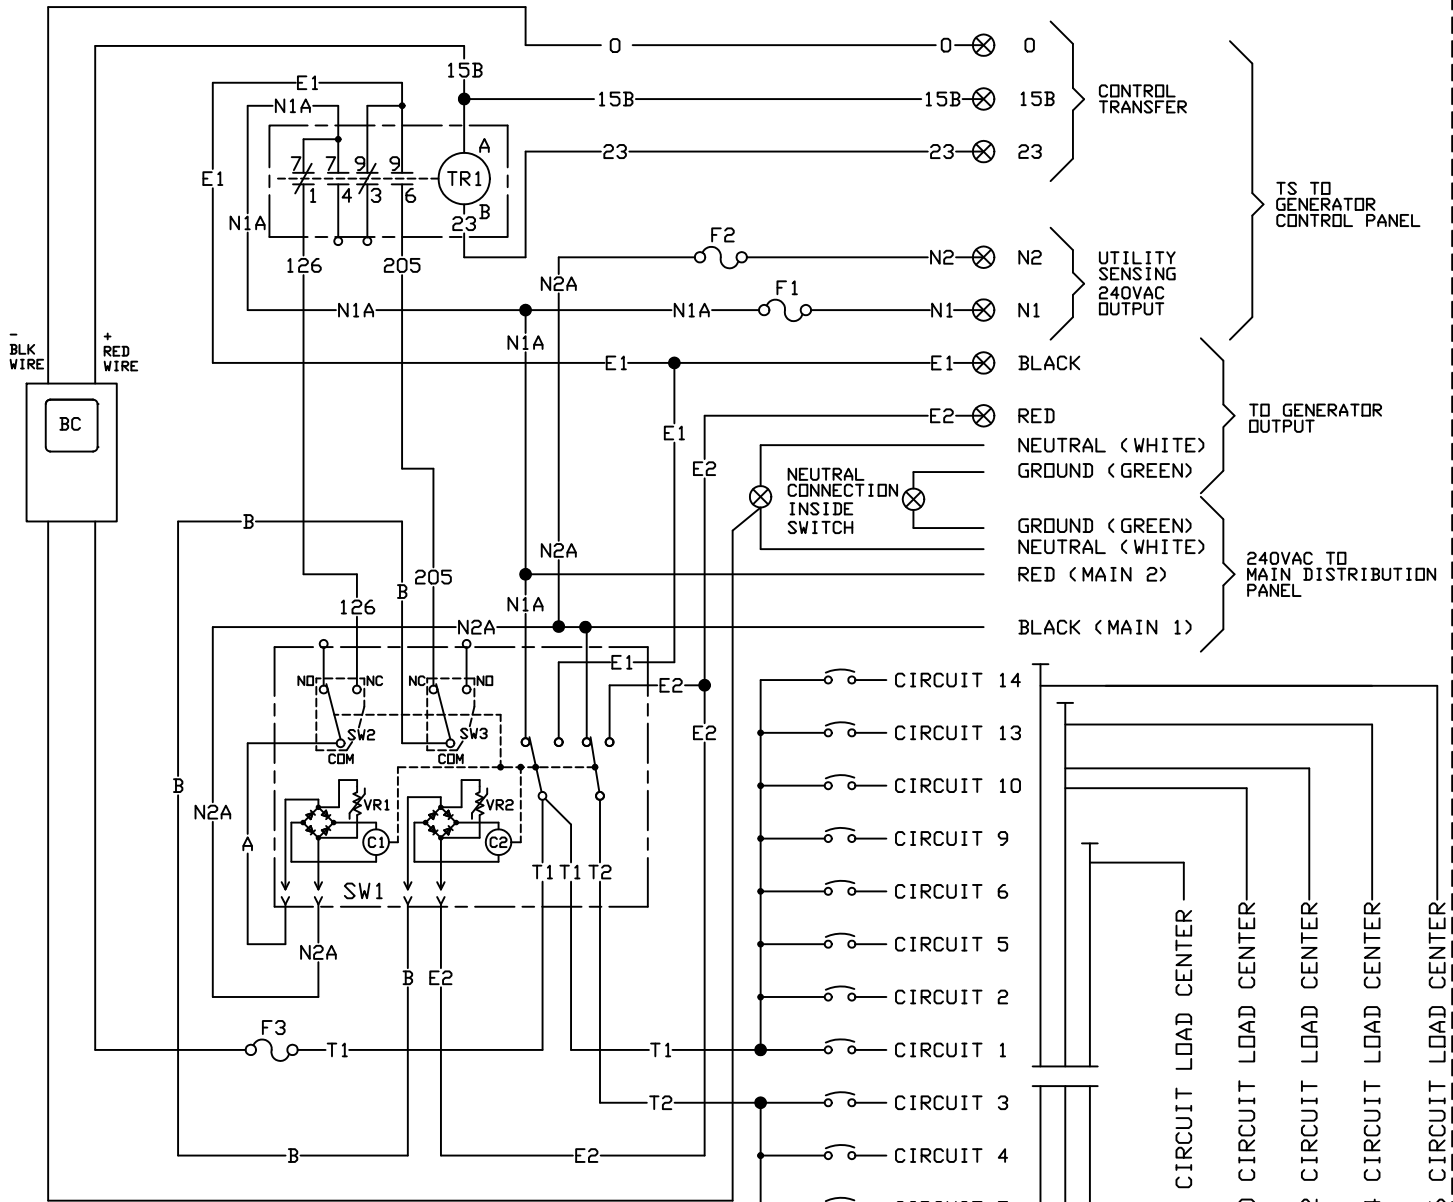 O
O
O
15B
15B
15B
15B
CONTROL
TRANSFER
E1
N1A
A
23
23
23
7
7
9
9
TR1
1
4
3
6
B
23
E1
N1A
TS TO
GENERATOR
CONTROL PANEL
126
205
F2
N2
N2
UTILITY
SENSING
240VAC
OUTPUT
N2A
F1
N1A
N1A
N1
N1
N1A
-
BLK
WIRE
+
RED
WIRE
E1
E1
BLACK
BC
E1
E2
RED
TO GENERATOR
OUTPUT
NEUTRAL (WHITE)
GROUND (GREEN)
E2
NEUTRAL
CONNECTION
INSIDE
SWITCH
B
GROUND (GREEN)
NEUTRAL (WHITE)
N2A
205
B
RED (MAIN 2)
240VAC TO
MAIN DISTRIBUTION
PANEL
126
N1A
N2A
BLACK (MAIN 1)
E1
NO
NC
NC
NO
E2
SW2
SW3
COM
COM
E2
B
N2A
A
VR1
VR2
C1
C2
T1
T1
T2
SW1
N2A
B
E2
F3
T1
T1
T2
B
E2
CIRCUIT 14
CIRCUIT 13
CIRCUIT 10
CIRCUIT 9
CIRCUIT 6
CIRCUIT 5
CIRCUIT 2
CIRCUIT 1
CIRCUIT 3
CIRCUIT 4
CIRCUIT LOAD CENTER
CIRCUIT LOAD CENTER
CIRCUIT LOAD CENTER
CIRCUIT LOAD CENTER
CIRCUIT LOAD CENTER